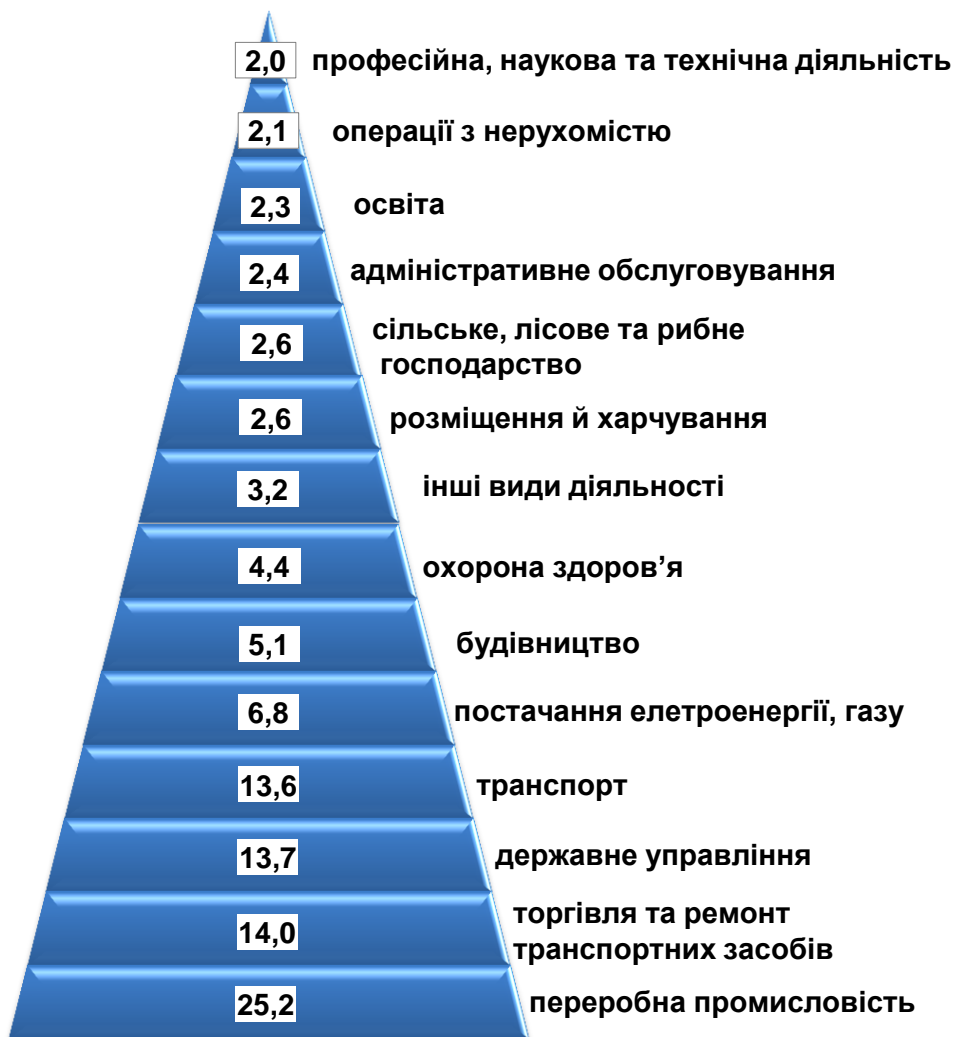 2,0 професійна, наукова та технічна діяльність
2,1 операції з нерухомістю
2,3 освіта
2,4 адміністративне обслуговування
2,6 сільське, лісове та рибне
господарство
2,6 розміщення й харчування
3,2 інші види діяльності
4,4 охорона здоров’я
5,1 будівництво
6,8 постачання елетроенергії, газу
13,6 транспорт
13,7 державне управління
14,0 торгівля та ремонт
транспортних засобів
25,2 переробна промисловість